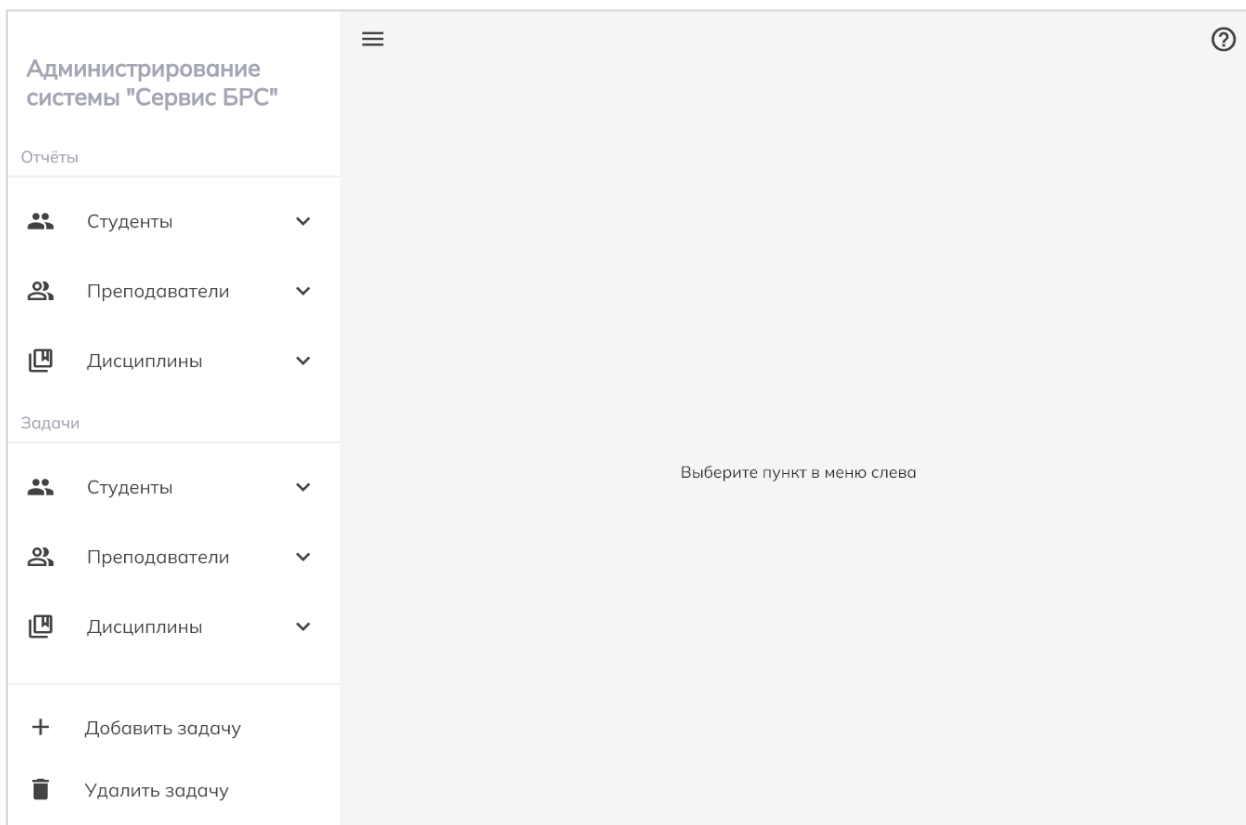 Администрирование
системы "Сервис БРС"
Отчёты
Студенты
Преподаватели
Дисциплины
Задачи
Студенты
Преподаватели
Дисциплины
Добавить задачу
Удалить задачу
Выберите пункт в меню слева